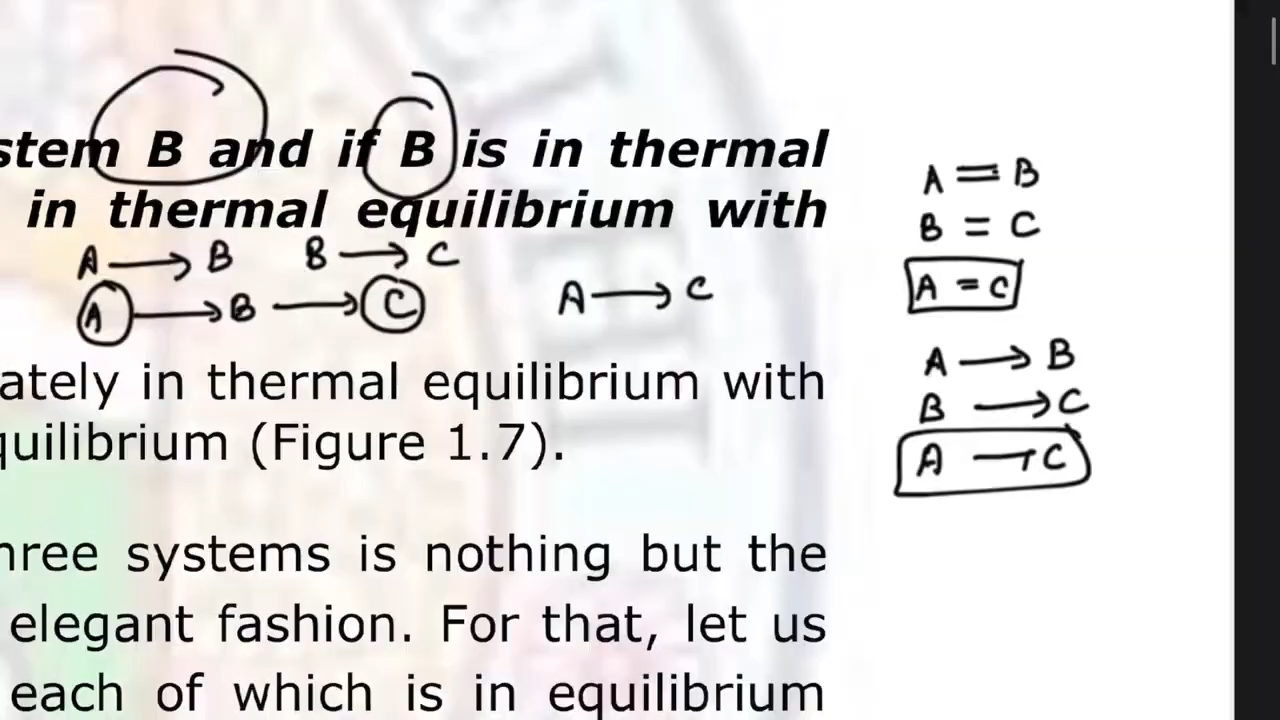 stem B and if B is in thermal
in thermal equilibrium with
A → B B → C
A → B → C
A → C
ately in thermal equilibrium with
quilibrium (Figure 1.7).
hree systems is nothing but the
elegant fashion. For that, let us
each of which is in equilibrium
A = B
B = C
A = C
A → B
B → C
A → C